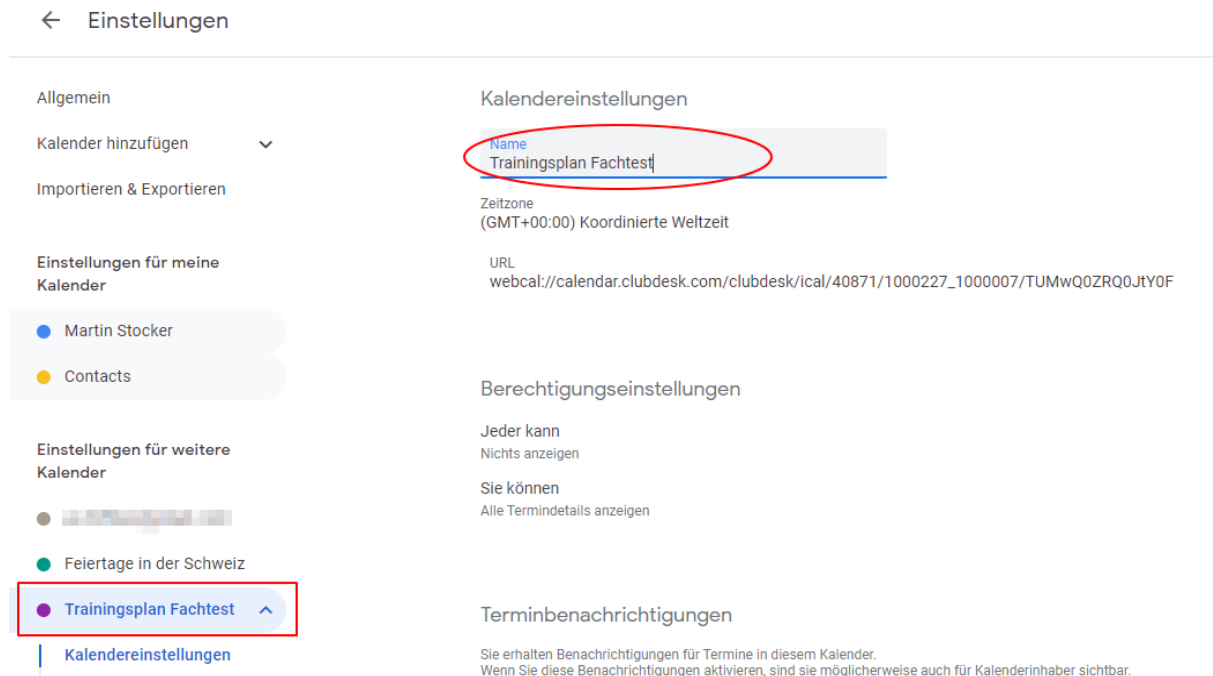 Einstellungen
Allgemein
Kalender hinzufügen
Importieren & Exportieren
Einstellungen für meine
Kalender
Martin Stocker
Contacts
Einstellungen für weitere
Kalender
Feiertage in der Schweiz
Trainingsplan Fachtest
Kalendereinstellungen
Kalendereinstellungen
Name
Trainingsplan Fachtest
Zeitzone
(GMT+00:00) Koordinierte Weltzeit
URL
webcal://calendar.clubdesk.com/clubdesk/ical/40871/1000227_1000007/TUMwQ0ZRQ0JtY0F
Berechtigungseinstellungen
Jeder kann
Nichts anzeigen
Sie können
Alle Termindetails anzeigen
Terminbenachrichtigungen
Sie erhalten Benachrichtigungen für Termine in diesem Kalender.
Wenn Sie diese Benachrichtigungen aktivieren, sind sie möglicherweise auch für Kalenderinhaber sichtbar.